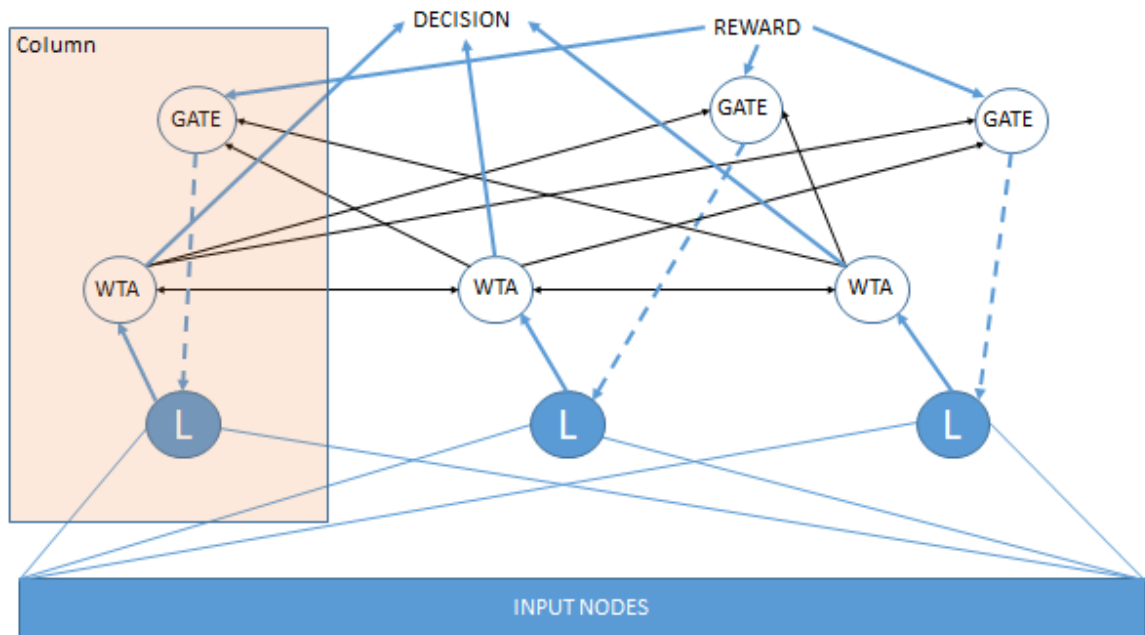 DECISION
REWARD
Column
GATE
GATE
GATE
WTA
WTA
WTA
L
L
L
INPUT NODES